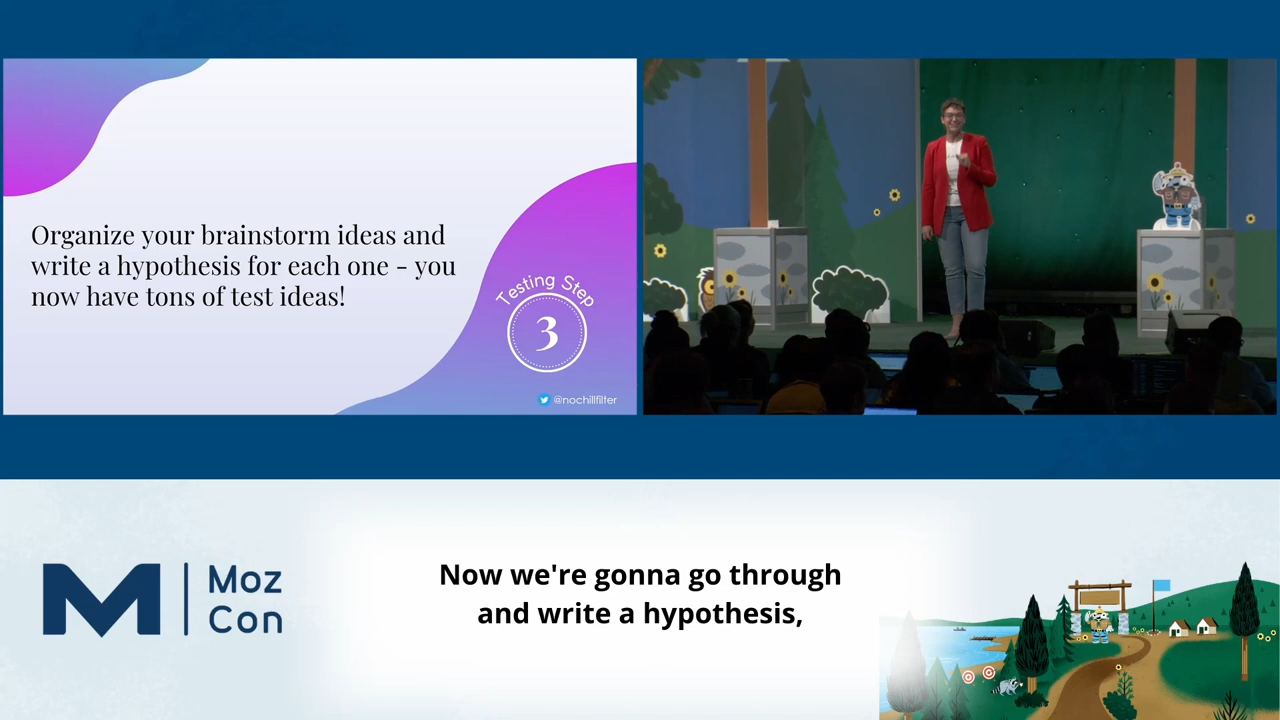 Organize your brainstorm ideas and
write a hypothesis for each one - you
now have tons of test ideas!
Testing Step
3
@nochillfilter
M
Moz
Con
Now we're gonna go through
and write a hypothesis,